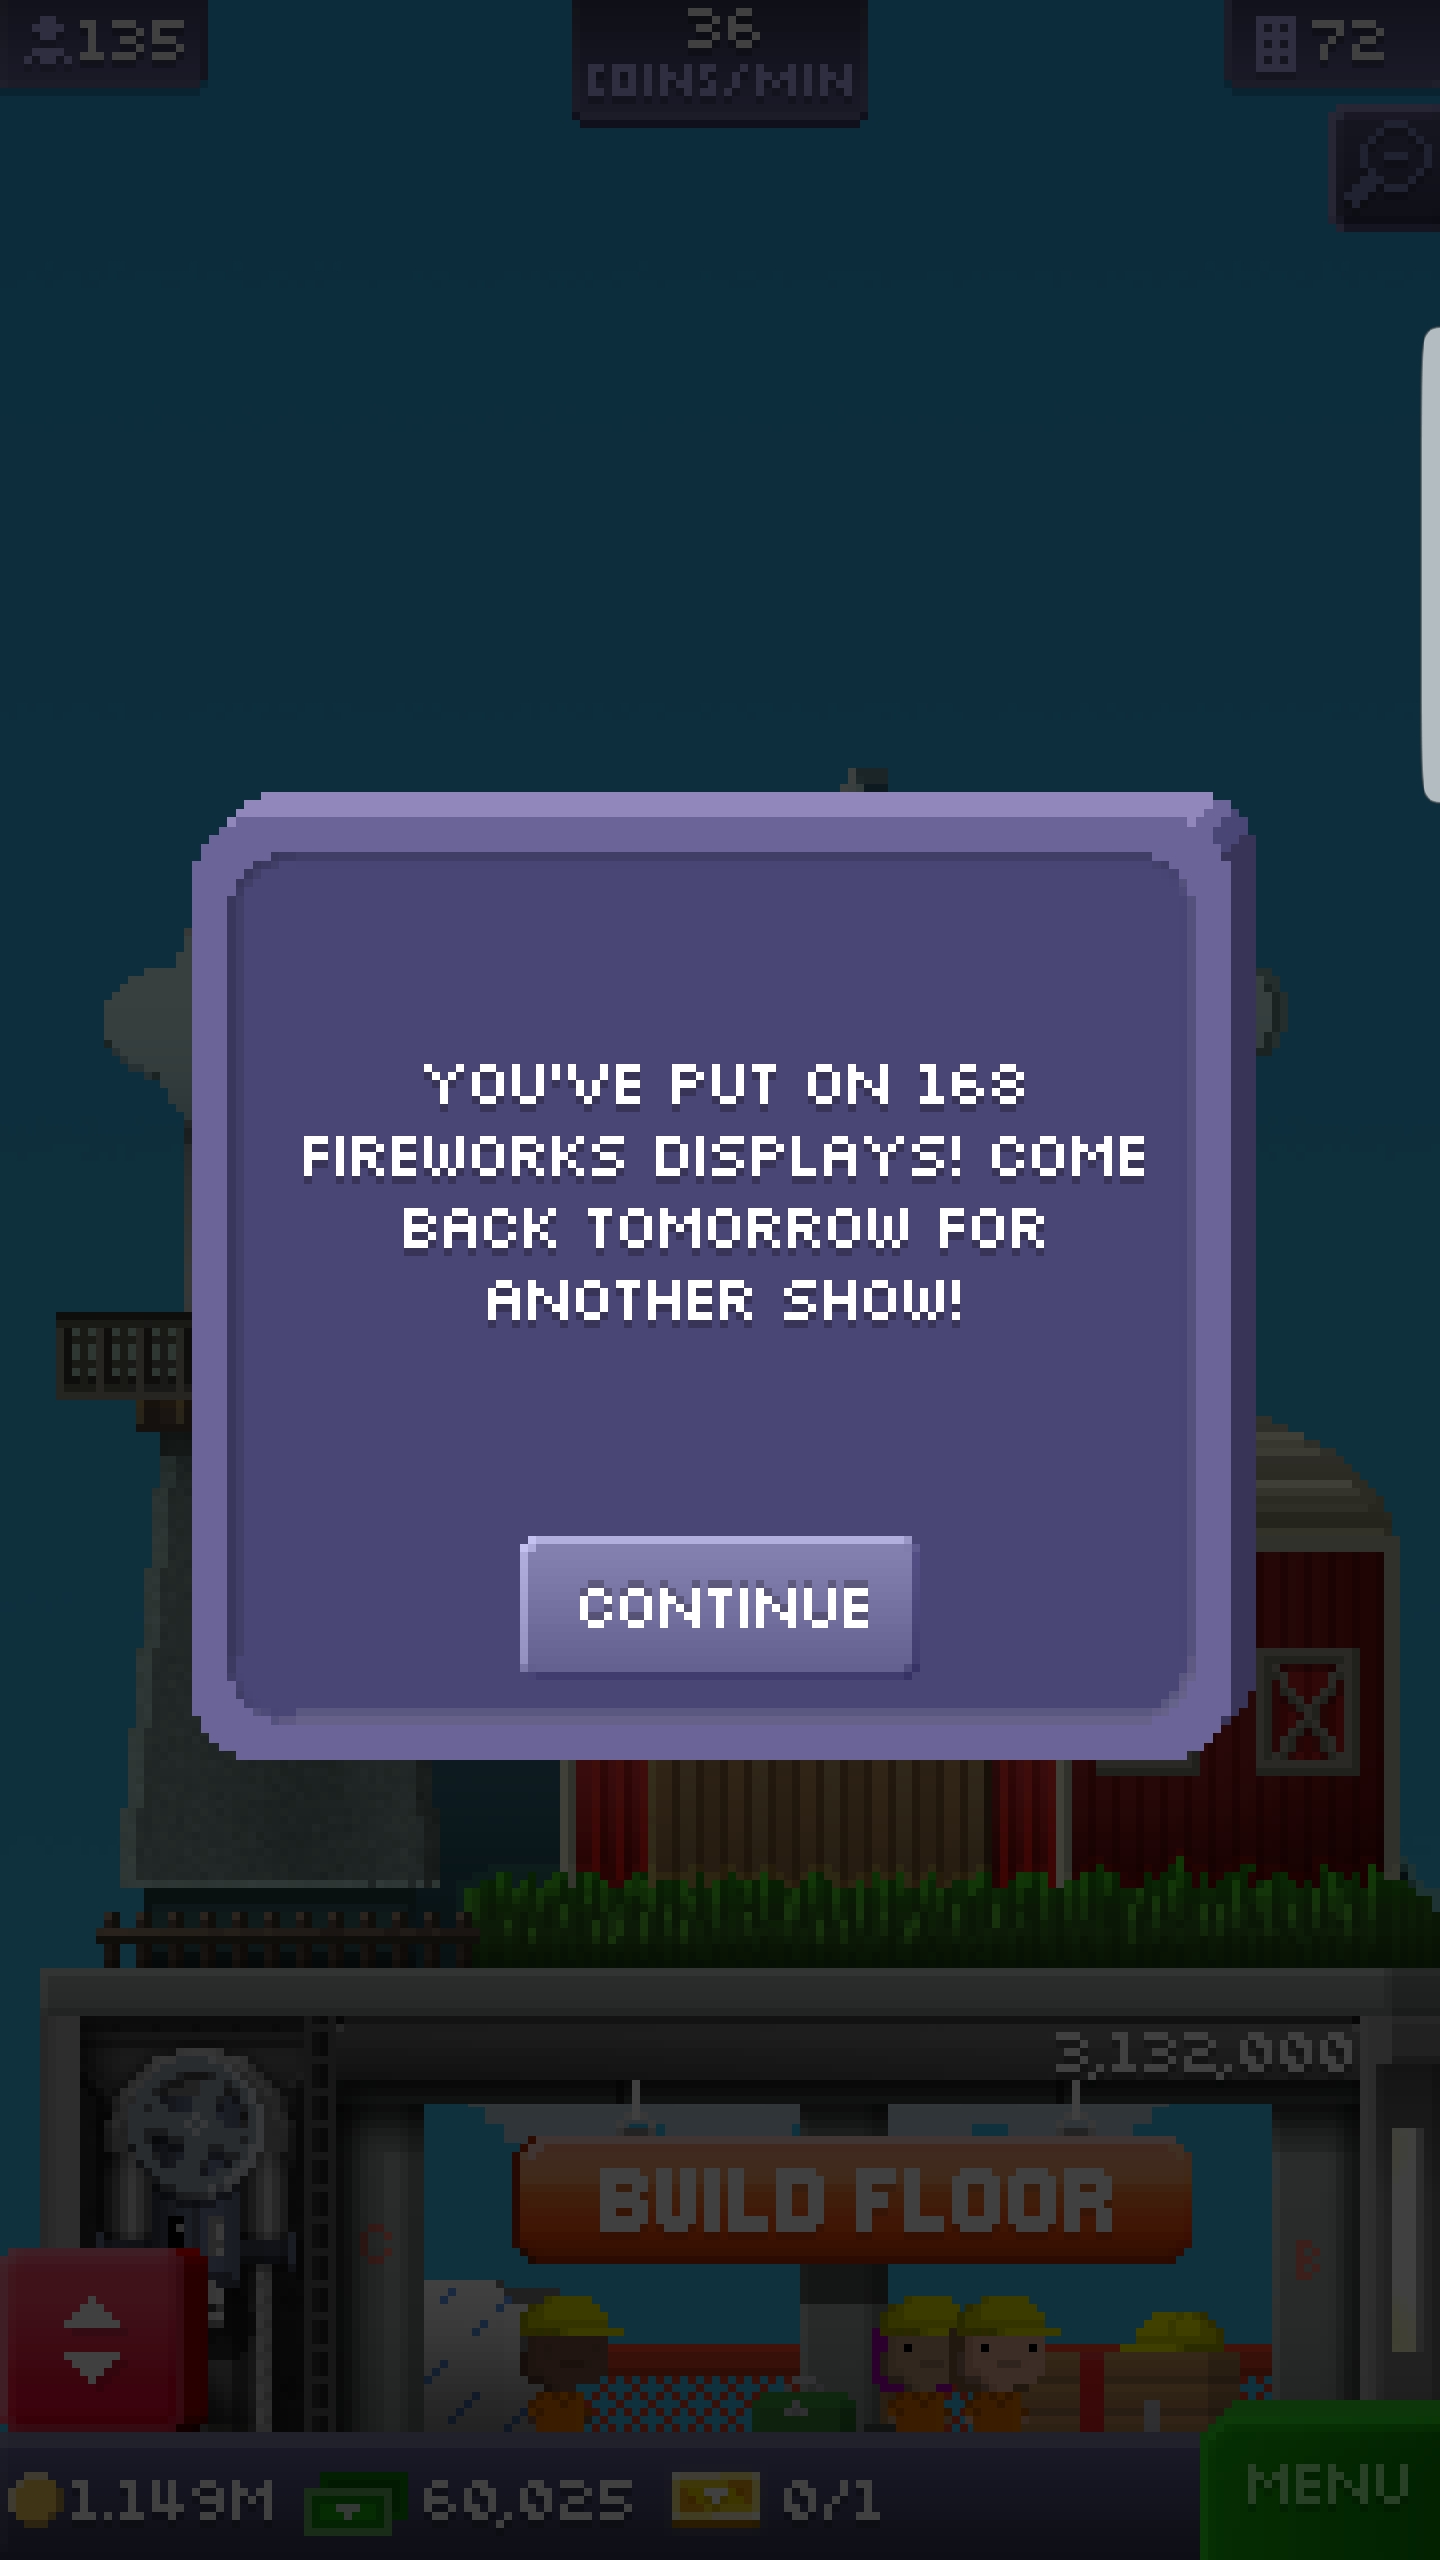 135
36
COINS/MIN
72
YOU'VE PUT ON 168
FIREWORKS DISPLAYS! COME
BACK TOMORROW FOR
ANOTHER SHOW!
CONTINUE
3,132,000
BUILD FLOOR
C
B
1.149M
60,025
0/1
MENU